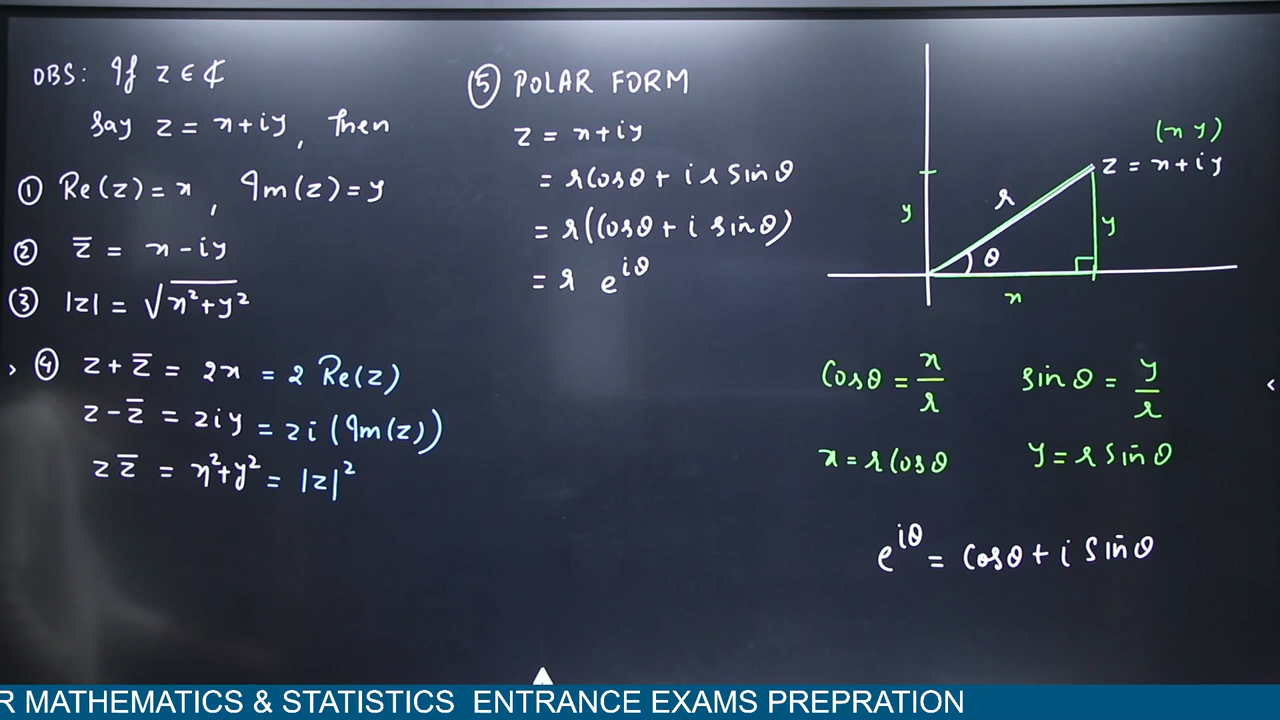 OBS: If z ∈ ₵
Say z = x+iy, Then
① Re(z) = x, Im(z) = y
② z̅ = x - iy
③ |z| = √(x²+y²)
④ z + z̅ = 2x = 2 Re(z)
z - z̅ = 2iy = 2i (Im(z))
z z̅ = x²+y² = |z|²
⑤ POLAR FORM
z = x+iy
= r Cosθ + i r Sinθ
= r(Cosθ + i sinθ)
= r e^{iθ}
(x y)
z = x+iy
y
r
y
θ
x
Cosθ = x/r
sinθ = y/r
x = r Cosθ
y = r Sinθ
e^{iθ} = Cosθ + i Sinθ
R MATHEMATICS & STATISTICS ENTRANCE EXAMS PREPRATION